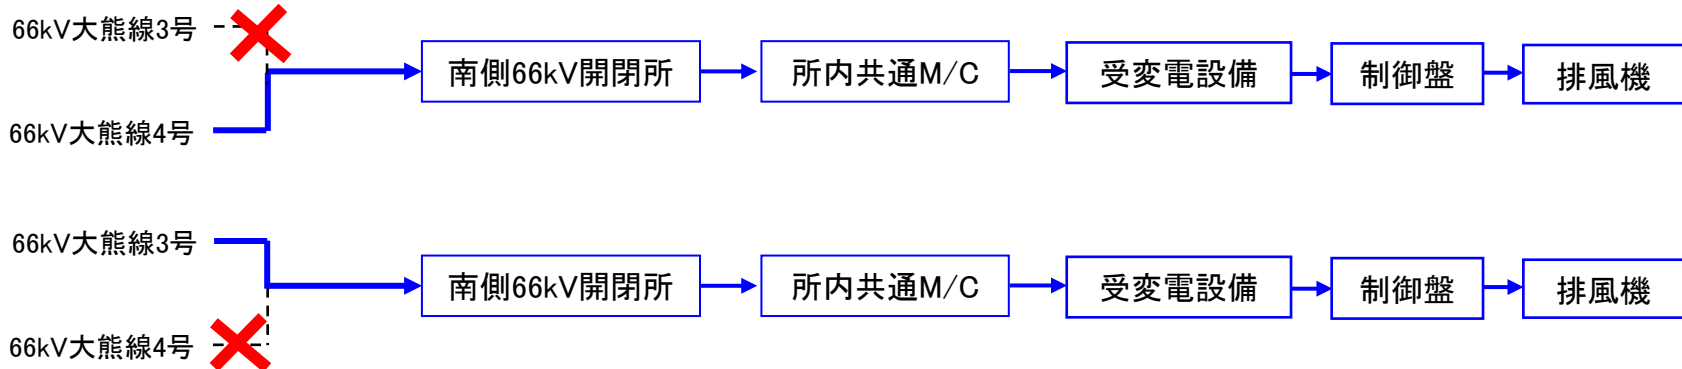 66kV大熊線3号
南側66kV開閉所
所内共通M/C
受変電設備
制御盤
排風機
66kV大熊線4号
66kV大熊線3号
南側66kV開閉所
所内共通M/C
受変電設備
制御盤
排風機
66kV大熊線4号